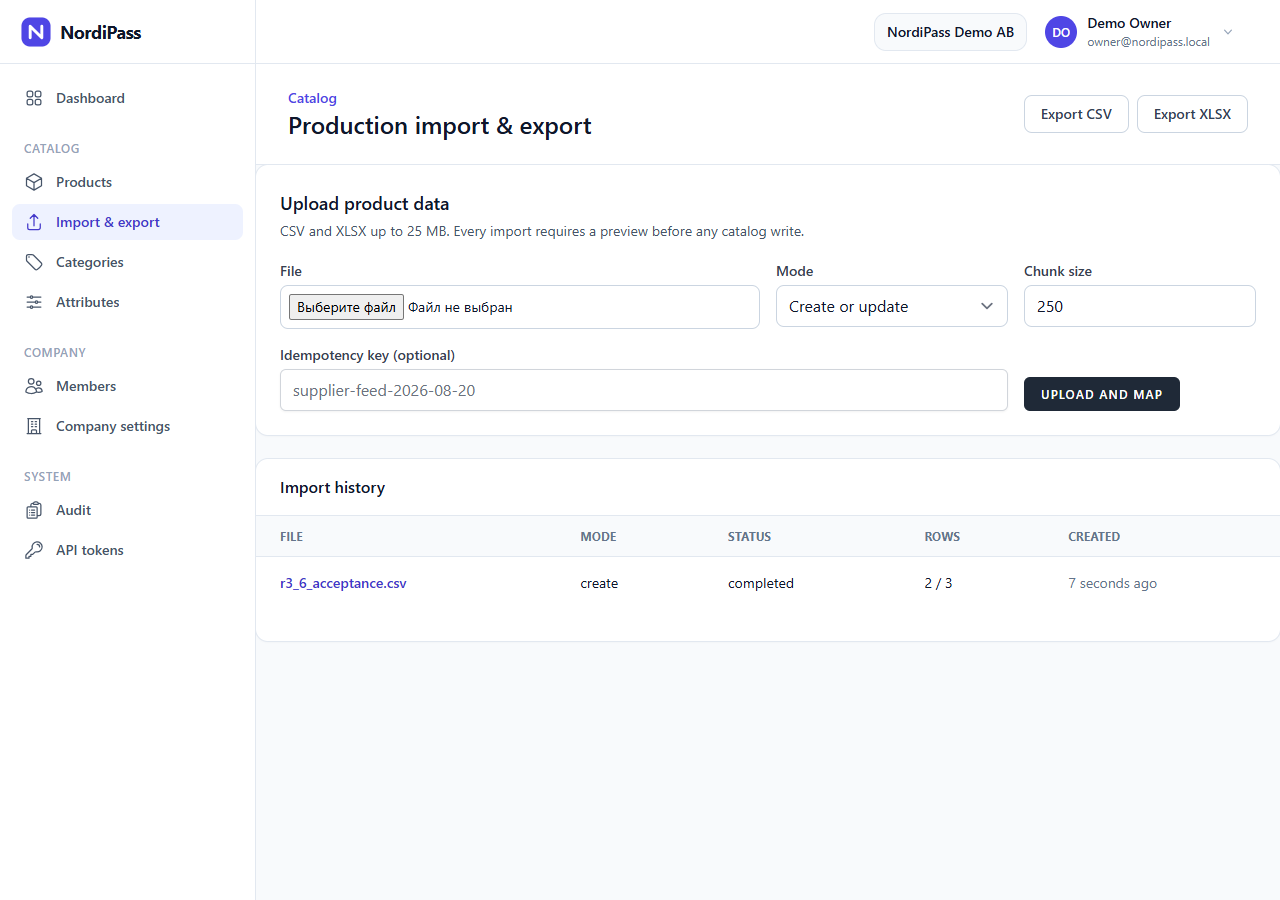 N NordiPass
NordiPass Demo AB
DO
Demo Owner
owner@nordipass.local
Dashboard
CATALOG
Products
Import & export
Categories
Attributes
COMPANY
Members
Company settings
SYSTEM
Audit
API tokens
Catalog
Production import & export
Export CSV
Export XLSX
Upload product data
CSV and XLSX up to 25 MB. Every import requires a preview before any catalog write.
File
Mode
Chunk size
Выберите файл Файл не выбран
Create or update
250
Idempotency key (optional)
supplier-feed-2026-08-20
UPLOAD AND MAP
Import history
FILE MODE STATUS ROWS CREATED
r3_6_acceptance.csv create completed 2 / 3 7 seconds ago